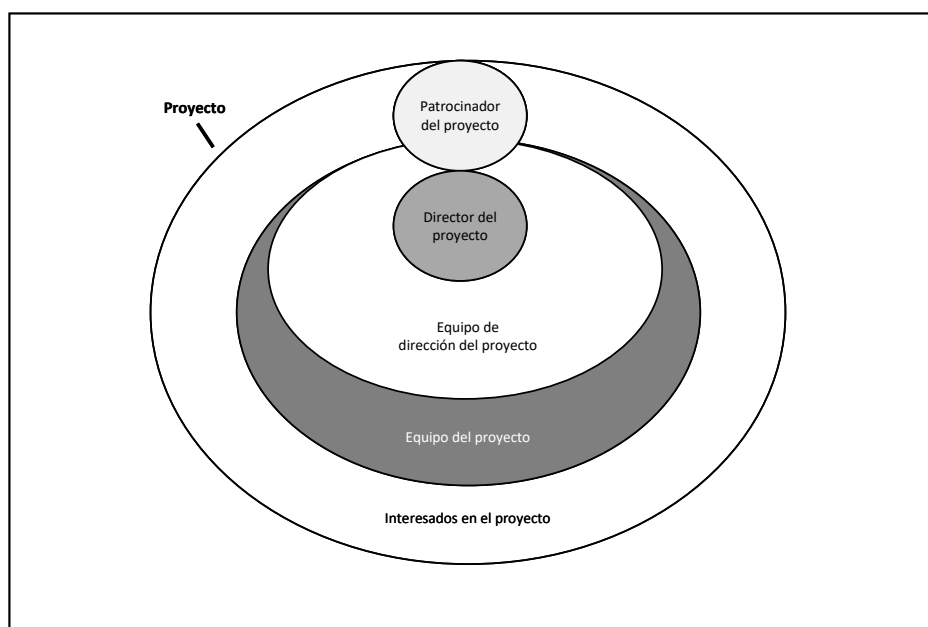 Proyecto
Patrocinador
del proyecto
Director del
proyecto
Equipo de
dirección del proyecto
Equipo del proyecto
Interesados en el proyecto